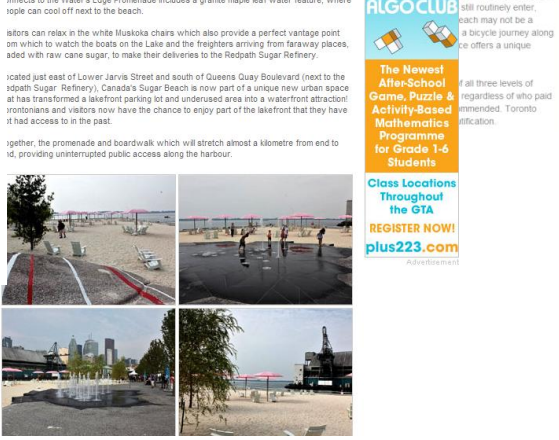 nnects to the Water's Edge Promenade includes a granite maple leaf water feature, where
eople can cool off next to the beach.
isitors can relax in the white Muskoka chairs which also provide a perfect vantage point
om which to watch the boats on the Lake and the freighters arriving from faraway places,
aded with raw cane sugar, to make their deliveries to the Redpath Sugar Refinery.
ocated just east of Lower Jarvis Street and south of Queens Quay Boulevard (next to the
edpath Sugar Refinery), Canada's Sugar Beach is now part of a unique new urban space
at has transformed a lakefront parking lot and underused area into a waterfront attraction!
orontonians and visitors now have the chance to enjoy part of the lakefront that they have
ot had access to in the past.
ogether, the promenade and boardwalk which will stretch almost a kilometre from end to
nd, providing uninterrupted public access along the harbour.
ALGOCLUB
The Newest
After-School
Game, Puzzle &
Activity-Based
Mathematics
Programme
for Grade 1-6
Students
Class Locations
Throughout
the GTA
REGISTER NOW!
plus223.com
Advertisement
still routinely enter,
each may not be a
a bicycle journey along
ce offers a unique
of all three levels of
regardless of who paid
mmended. Toronto
tification.